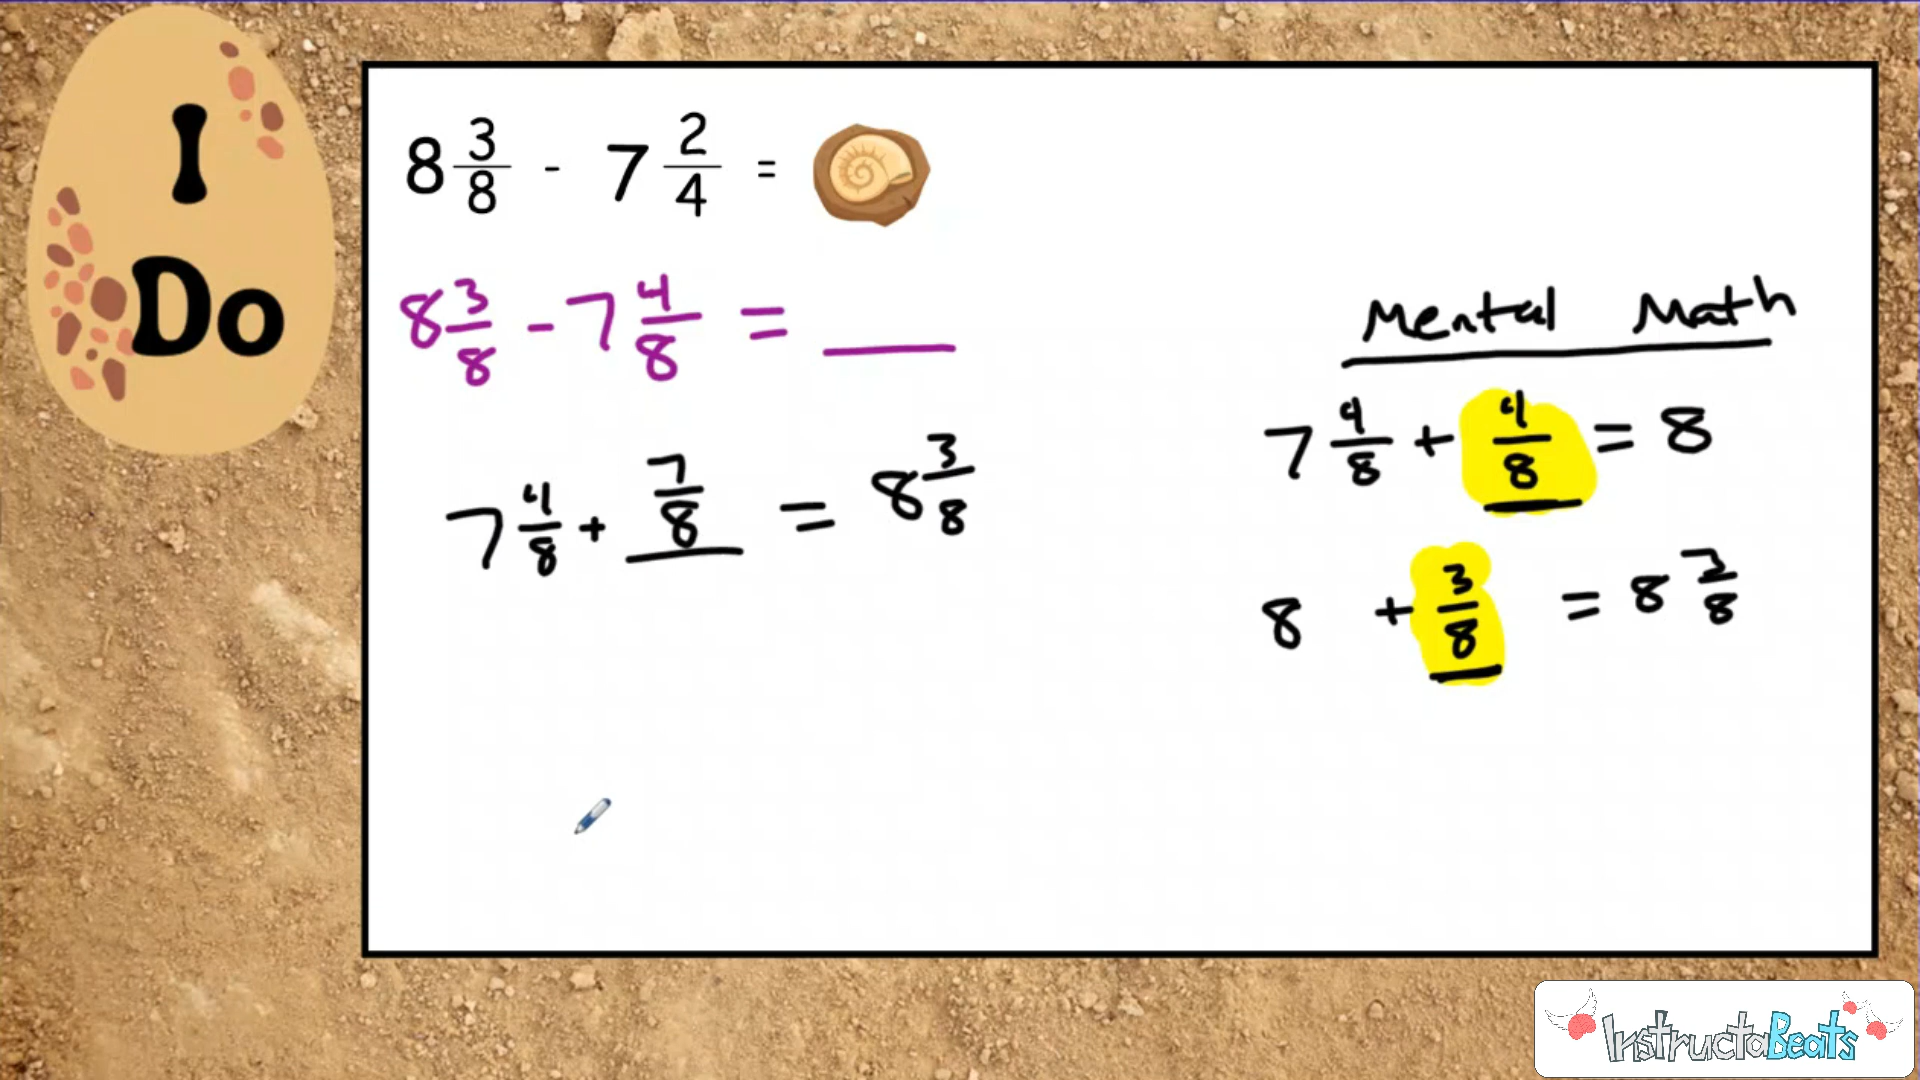 I
Do
8 3/8 - 7 2/4 =
8 3/8 - 7 4/8 = ___
7 4/8 + 7/8 = 8 3/8
Mental Math
7 4/8 + 4/8 = 8
8 + 3/8 = 8 3/8
InstructaBeats